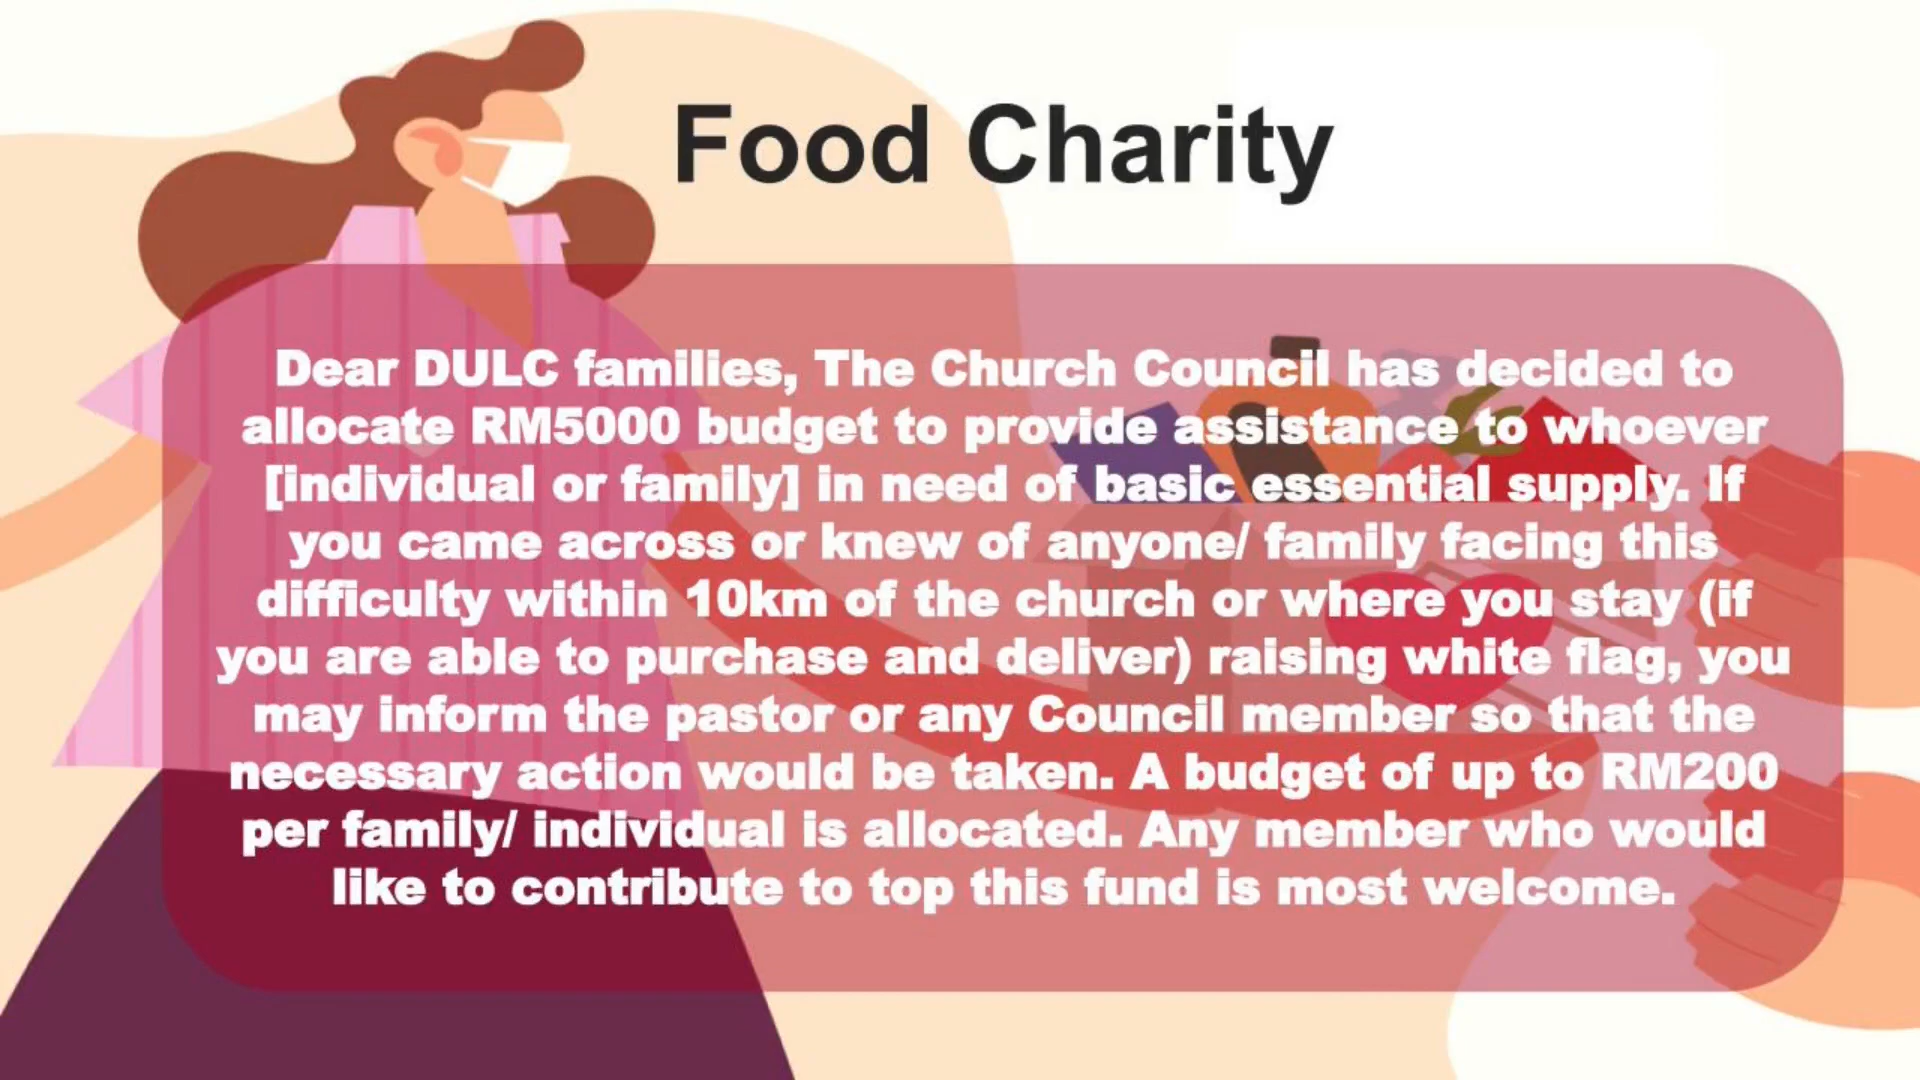 Food Charity
Dear DULC families, The Church Council has decided to
allocate RM5000 budget to provide assistance to whoever
[individual or family] in need of basic essential supply. If
you came across or knew of anyone/ family facing this
difficulty within 10km of the church or where you stay (if
you are able to purchase and deliver) raising white flag, you
may inform the pastor or any Council member so that the
necessary action would be taken. A budget of up to RM200
per family/ individual is allocated. Any member who would
like to contribute to top this fund is most welcome.